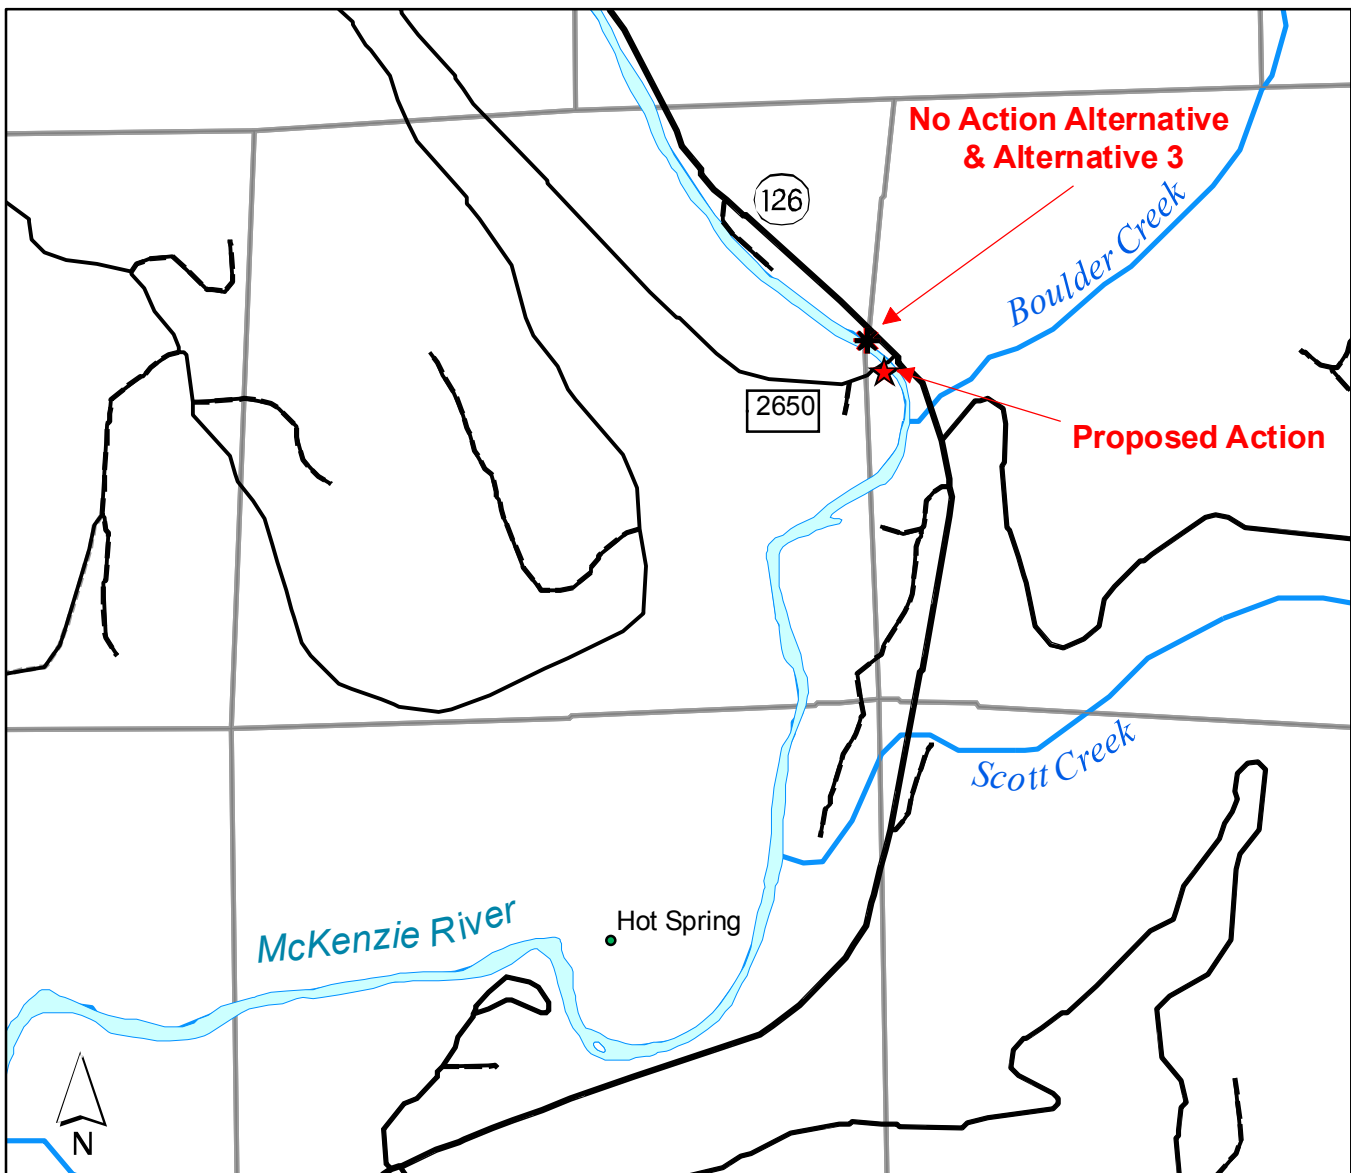 No Action Alternative
& Alternative 3
126
Boulder Creek
2650
Proposed Action
Scott Creek
Hot Spring
McKenzie River
N